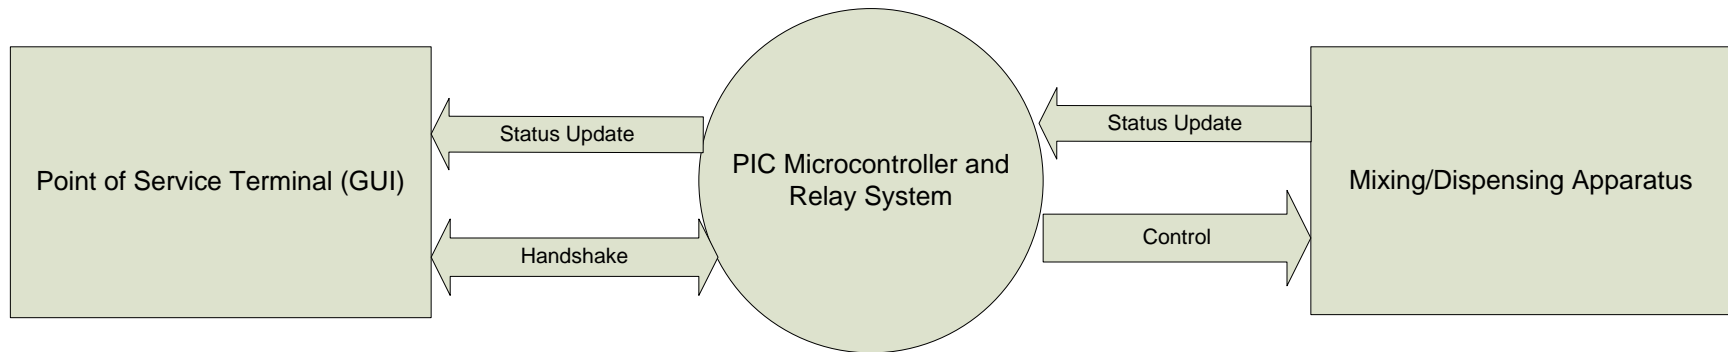 Point of Service Terminal (GUI)
Status Update
Handshake
PIC Microcontroller and
Relay System
Status Update
Control
Mixing/Dispensing Apparatus